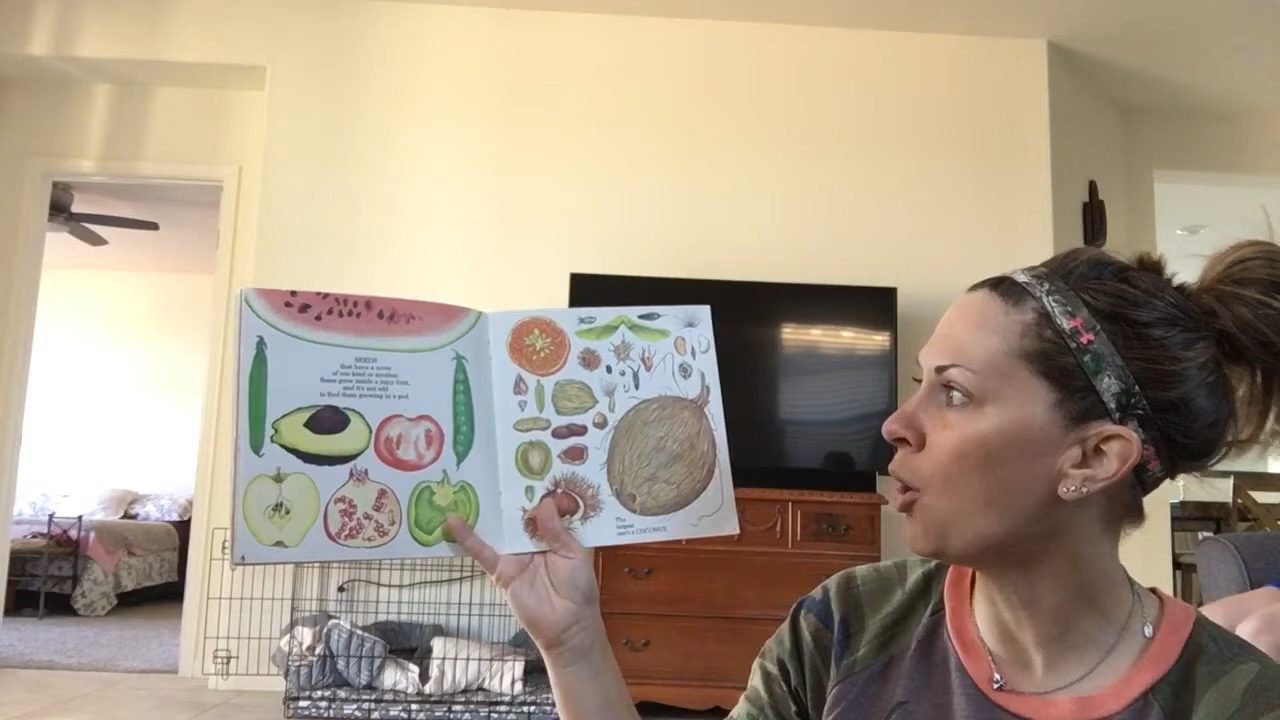 SEEDS
that have a cover
of one kind or another.
Some grow inside a juicy fruit,
and it's not odd
to find them growing in a pod.
The
largest
one's a COCONUT.